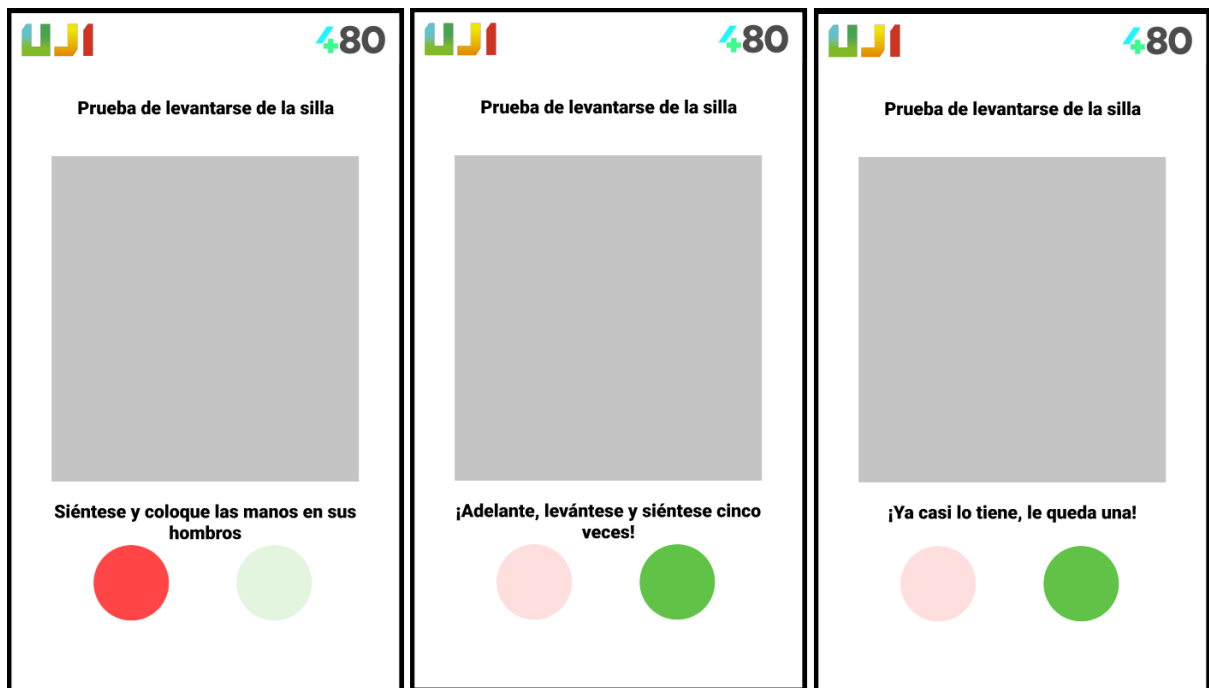 UJI
480
Prueba de levantarse de la silla
Siéntese y coloque las manos en sus
hombros
UJI
480
Prueba de levantarse de la silla
¡Adelante, levántese y siéntese cinco
veces!
UJI
480
Prueba de levantarse de la silla
¡Ya casi lo tiene, le queda una!